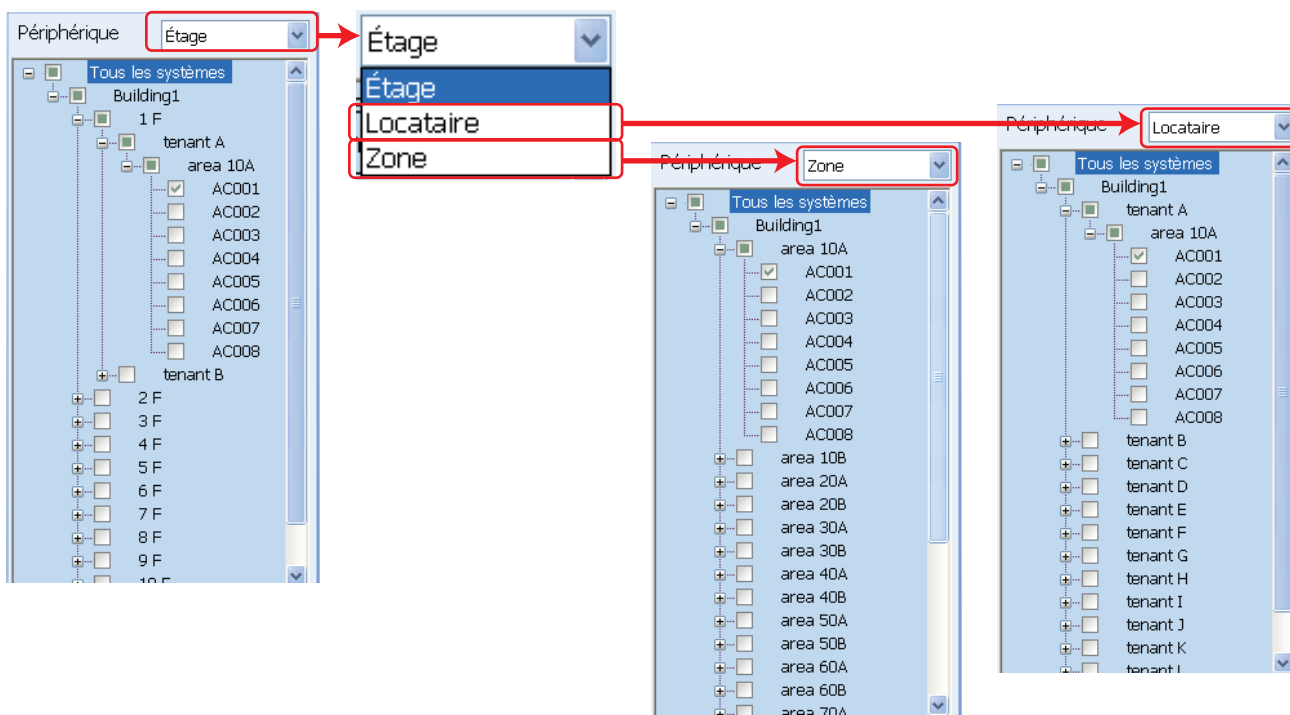 Périphérique Étage
Tous les systèmes
Building1
1 F
tenant A
area 10A
AC001
AC002
AC003
AC004
AC005
AC006
AC007
AC008
tenant B
2 F
3 F
4 F
5 F
6 F
7 F
8 F
9 F
10 F
Étage
Étage
Locataire
Zone
Périphérique Zone
Tous les systèmes
Building1
area 10A
AC001
AC002
AC003
AC004
AC005
AC006
AC007
AC008
area 10B
area 20A
area 20B
area 30A
area 30B
area 40A
area 40B
area 50A
area 50B
area 60A
area 60B
area 70A
Périphérique Locataire
Tous les systèmes
Building1
tenant A
area 10A
AC001
AC002
AC003
AC004
AC005
AC006
AC007
AC008
tenant B
tenant C
tenant D
tenant E
tenant F
tenant G
tenant H
tenant I
tenant J
tenant K
tenant L